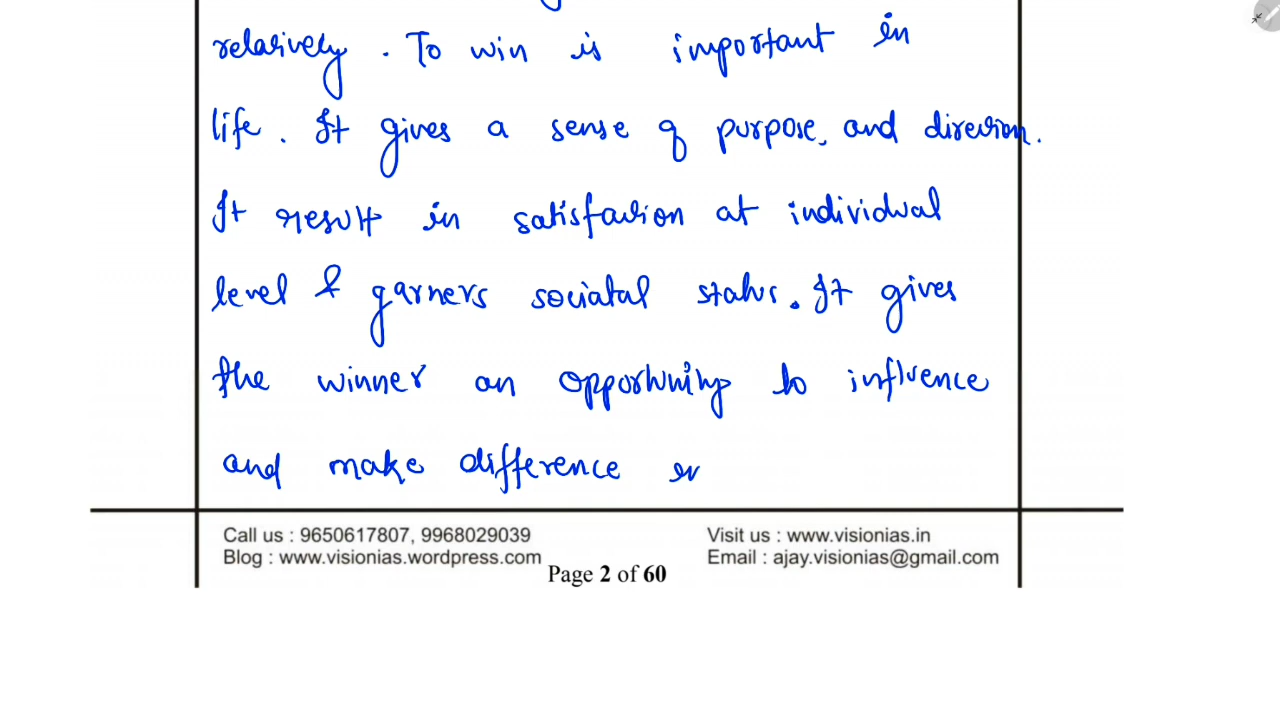 relatively. To win is important in
life. It gives a sense of purpose, and direction.
It result in satisfaction at individual
level & garners sociatal status. It gives
the winner an opportunity to influence
and make difference
Call us : 9650617807, 9968029039 Visit us : www.visionias.in
Blog : www.visionias.wordpress.com Email : ajay.visionias@gmail.com
Page 2 of 60